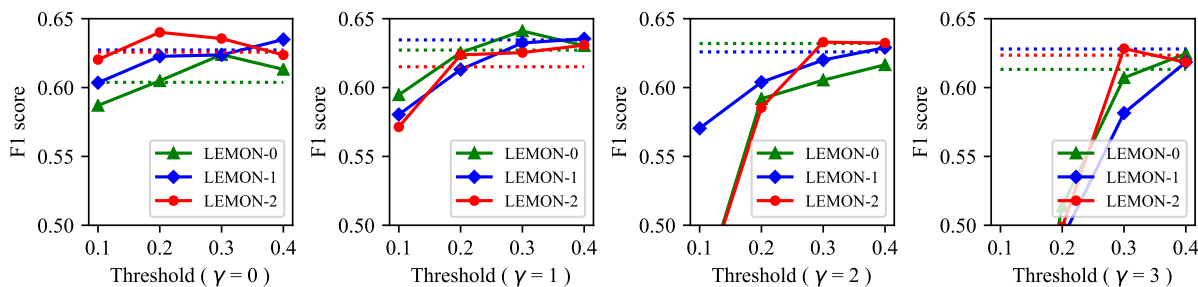 0.65
0.60
0.55
0.50
F1 score
0.1 0.2 0.3 0.4
Threshold ( γ = 0 )
LEMON-0
LEMON-1
LEMON-2
0.65
0.60
0.55
0.50
F1 score
0.1 0.2 0.3 0.4
Threshold ( γ = 1 )
LEMON-0
LEMON-1
LEMON-2
0.65
0.60
0.55
0.50
F1 score
0.1 0.2 0.3 0.4
Threshold ( γ = 2 )
LEMON-0
LEMON-1
LEMON-2
0.65
0.60
0.55
0.50
F1 score
0.1 0.2 0.3 0.4
Threshold ( γ = 3 )
LEMON-0
LEMON-1
LEMON-2